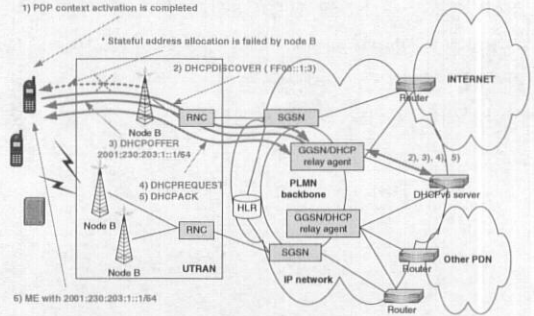 1) PDP context activation is completed
* Stateful address allocation is failed by node B
2) DHCPDISCOVER ( FF05::1:3)
INTERNET
Router
RNC
SGSN
Node B
3) DHCPOFFER
2001:230:203:1::1/64
GGSN/DHCP
relay agent
2), 3), 4), 5)
4) DHCPREQUEST
5) DHCPACK
PLMN
backbone
DHCPv6 server
HLR
GGSN/DHCP
relay agent
Node B
RNC
SGSN
Node B
UTRAN
IP network
Router
Other PDN
6) ME with 2001:230:203:1::1/64
Router